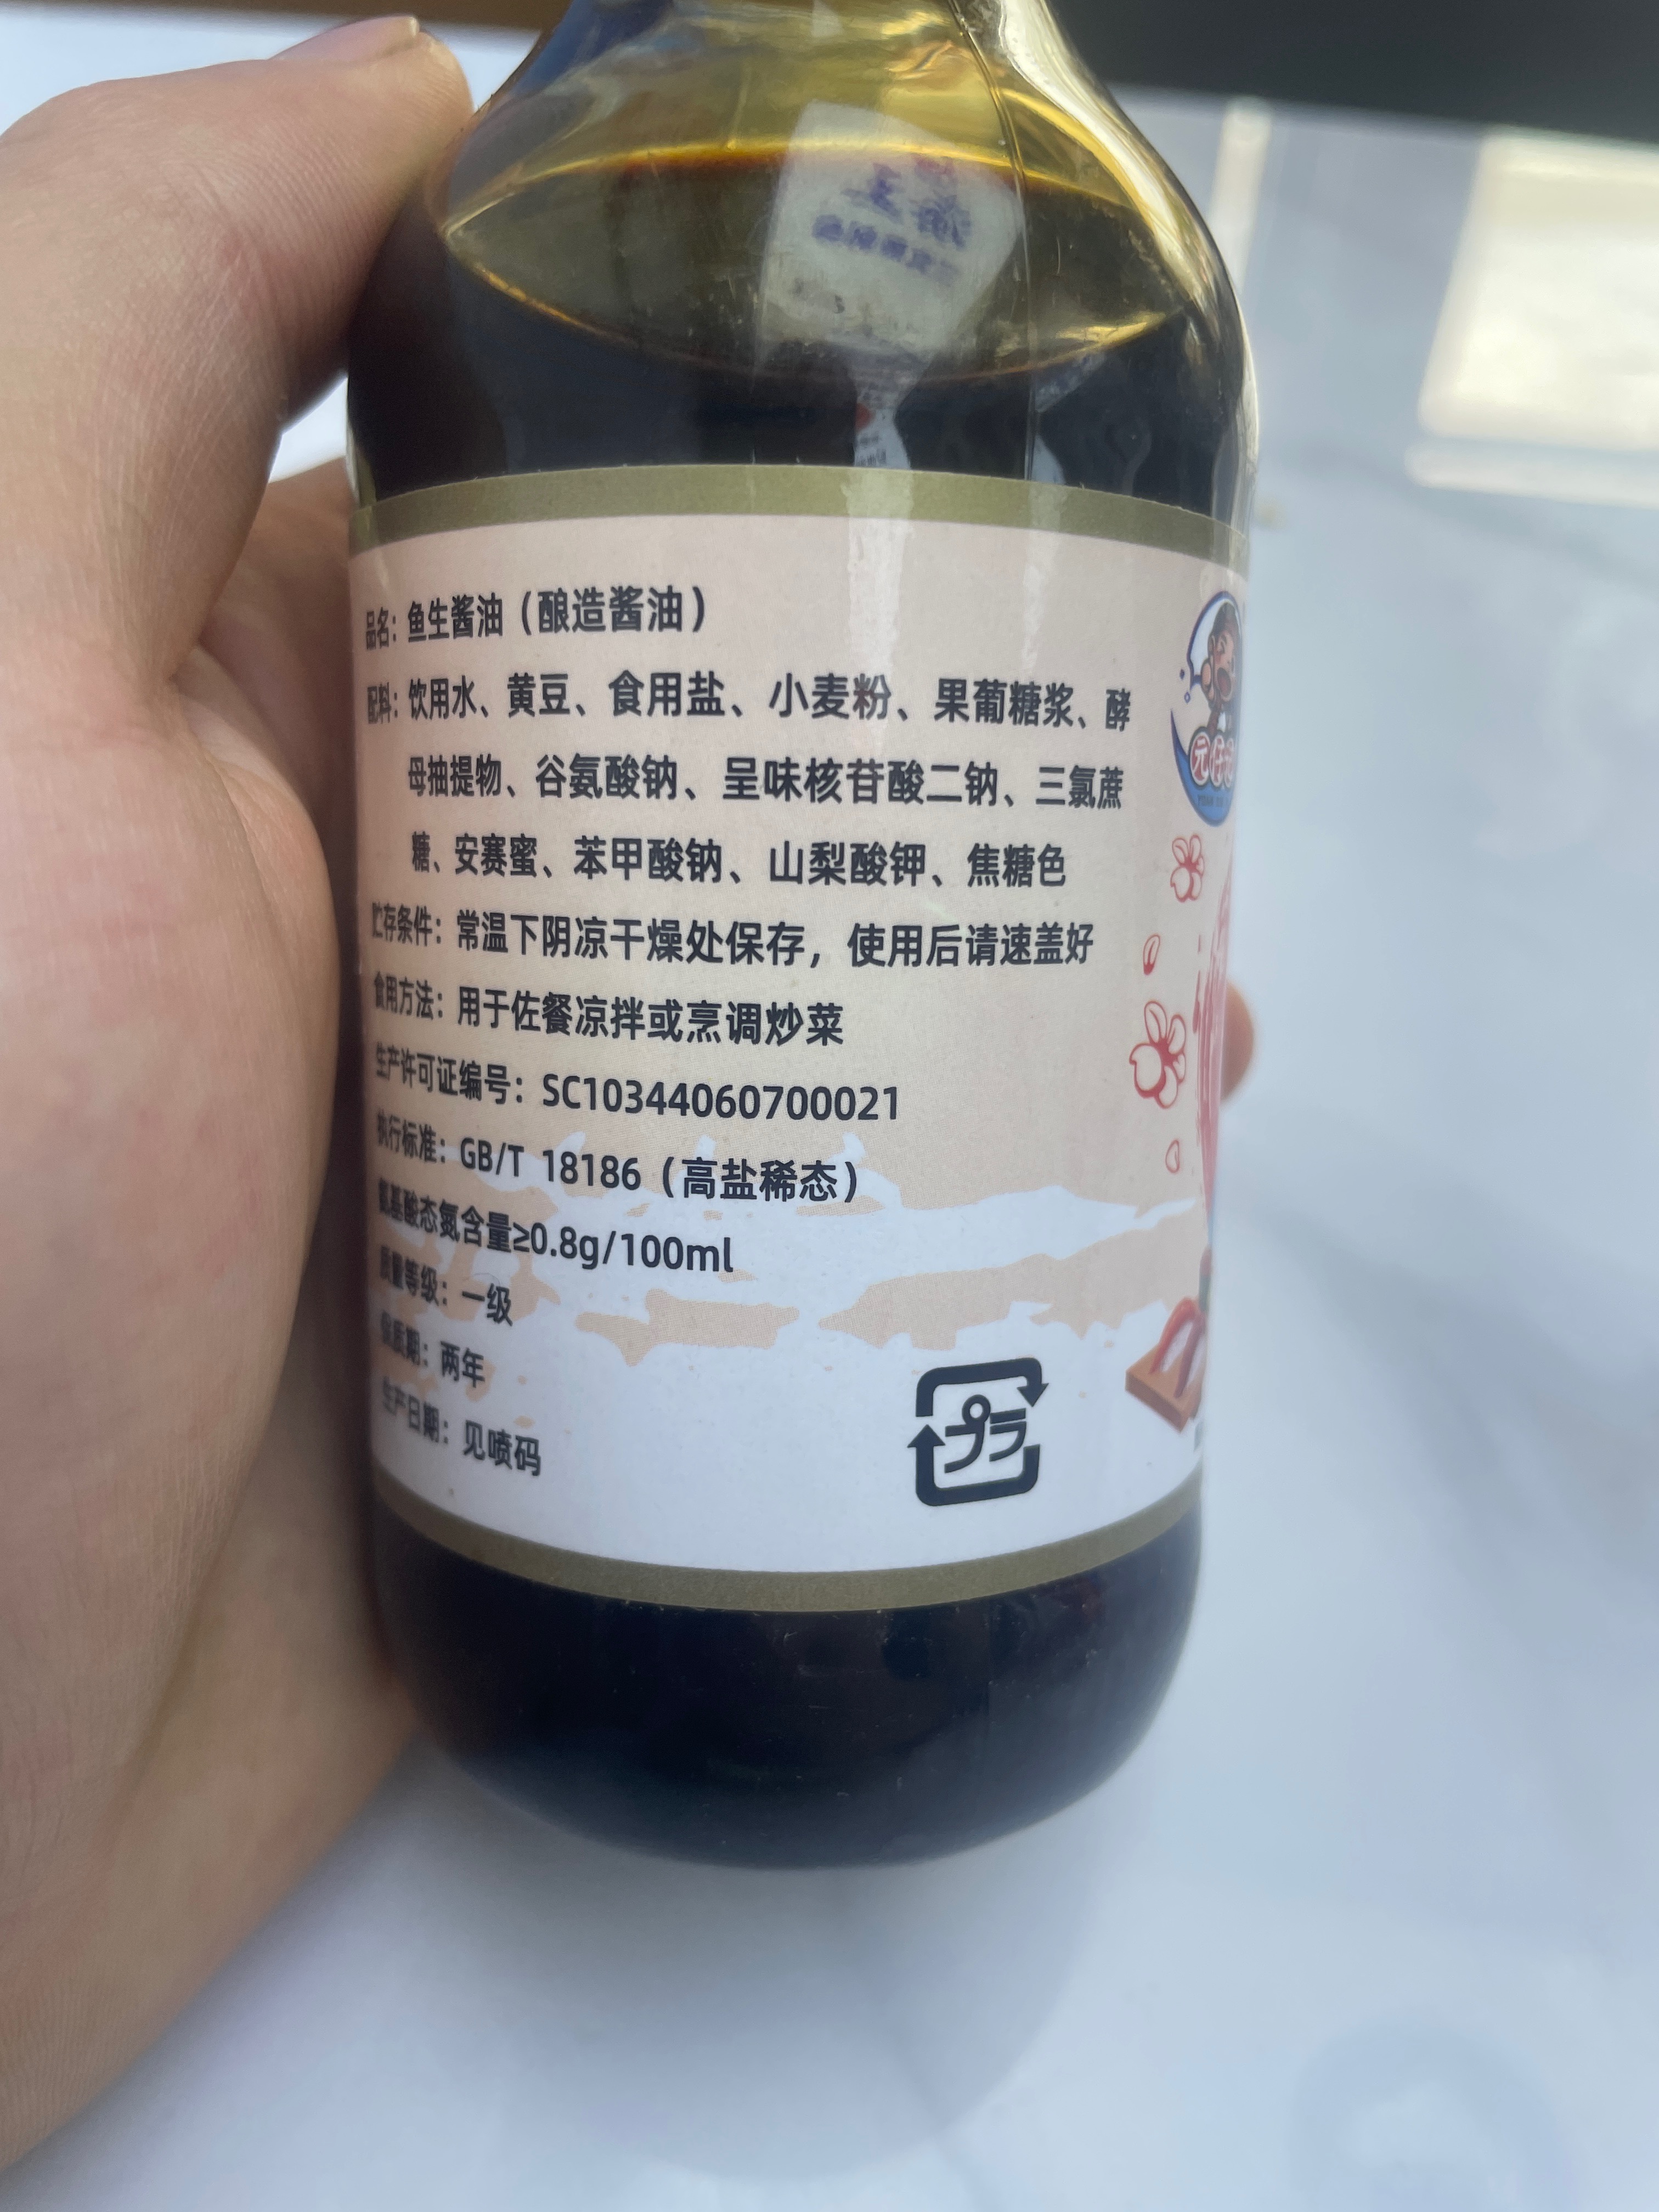 品名：鱼生酱油（酿造酱油）
配料：饮用水、黄豆、食用盐、小麦粉、果葡糖浆、酵
母抽提物、谷氨酸钠、呈味核苷酸二钠、三氯蔗
糖、安赛蜜、苯甲酸钠、山梨酸钾、焦糖色
贮存条件：常温下阴凉干燥处保存，使用后请速盖好
食用方法：用于佐餐凉拌或烹调炒菜
生产许可证编号：SC10344060700021
执行标准：GB/T 18186（高盐稀态）
氨基酸态氮含量≥0.8g/100ml
质量等级：一级
保质期：两年
生产日期：见喷码
プラ
元